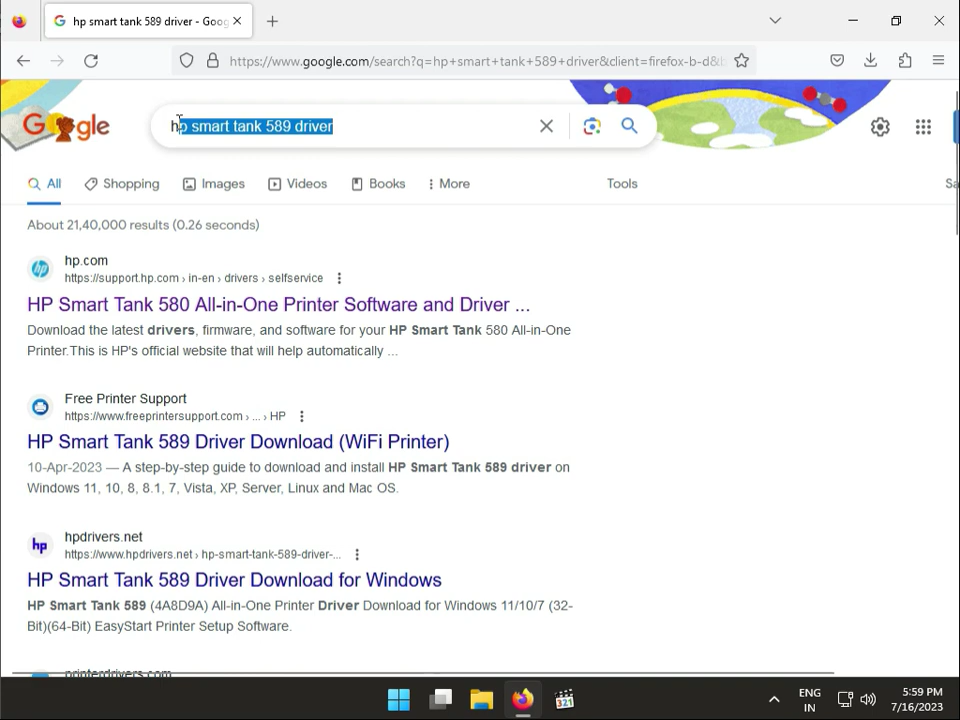 hp smart tank 589 driver - Goog
https://www.google.com/search?q=hp+smart+tank+589+driver&client=firefox-b-d&
Google
hp smart tank 589 driver
All
Shopping
Images
Videos
Books
More
Tools
Sa
About 21,40,000 results (0.26 seconds)
hp
hp.com
https://support.hp.com › in-en › drivers › selfservice
HP Smart Tank 580 All-in-One Printer Software and Driver ...
Download the latest drivers, firmware, and software for your HP Smart Tank 580 All-in-One
Printer.This is HP's official website that will help automatically ...
Free Printer Support
https://www.freeprintersupport.com › ... › HP
HP Smart Tank 589 Driver Download (WiFi Printer)
10-Apr-2023 — A step-by-step guide to download and install HP Smart Tank 589 driver on
Windows 11, 10, 8, 8.1, 7, Vista, XP, Server, Linux and Mac OS.
hp
hpdrivers.net
https://www.hpdrivers.net › hp-smart-tank-589-driver-...
HP Smart Tank 589 Driver Download for Windows
HP Smart Tank 589 (4A8D9A) All-in-One Printer Driver Download for Windows 11/10/7 (32-
Bit)(64-Bit) EasyStart Printer Setup Software.
printerdrivers.com
321
ENG
IN
5:59 PM
7/16/2023